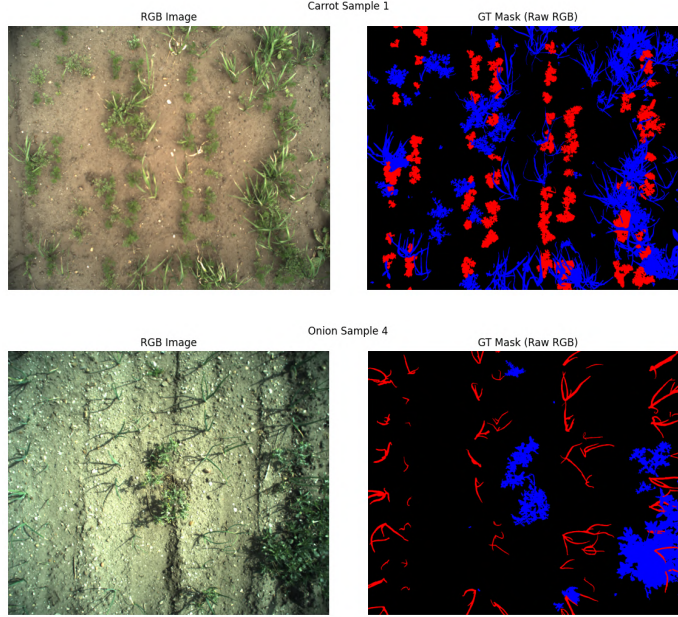 Carrot Sample 1
RGB Image
GT Mask (Raw RGB)
Onion Sample 4
RGB Image
GT Mask (Raw RGB)